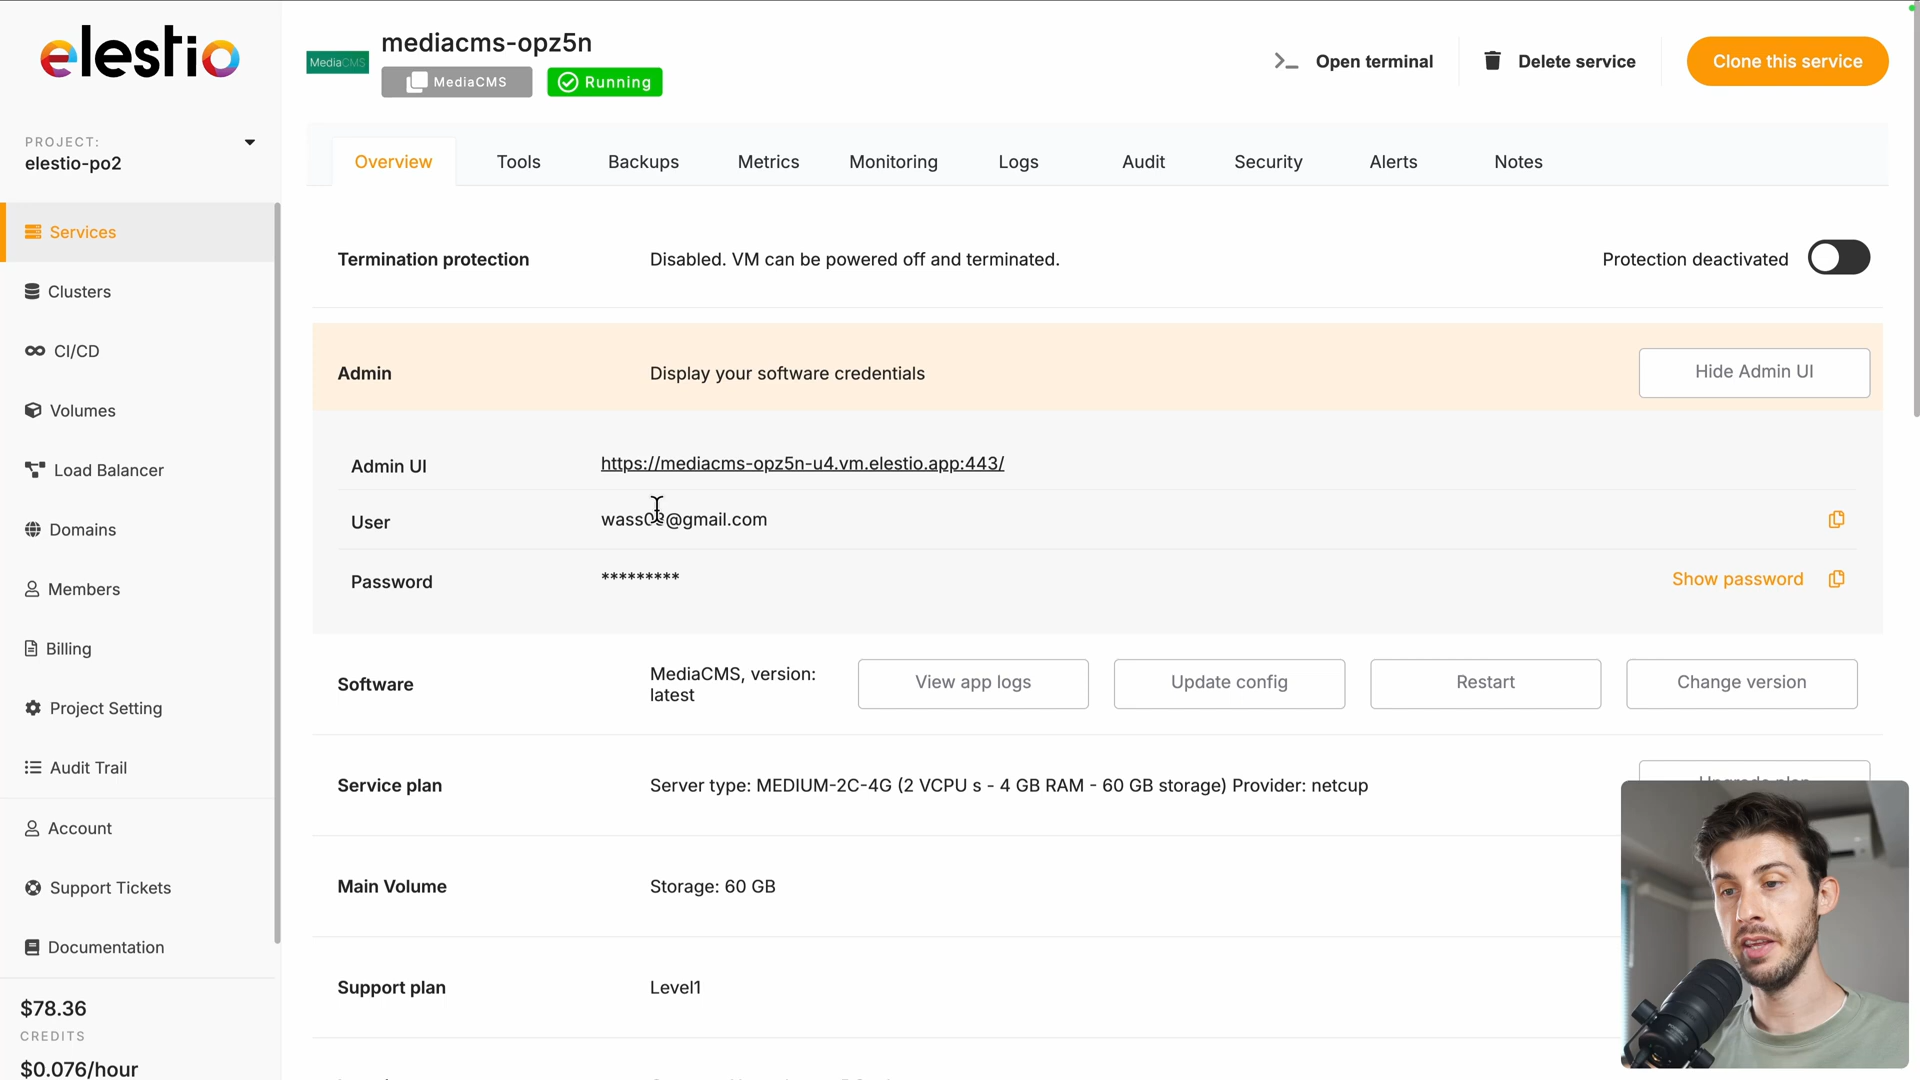 elestio
PROJECT:
elestio-po2
Services
Clusters
CI/CD
Volumes
Load Balancer
Domains
Members
Billing
Project Setting
Audit Trail
Account
Support Tickets
Documentation
$78.36
CREDITS
$0.076/hour
MediaCMS
mediacms-opz5n
MediaCMS
Running
Open terminal
Delete service
Clone this service
Overview
Tools
Backups
Metrics
Monitoring
Logs
Audit
Security
Alerts
Notes
Termination protection
Disabled. VM can be powered off and terminated.
Protection deactivated
Admin
Display your software credentials
Hide Admin UI
Admin UI
https://mediacms-opz5n-u4.vm.elestio.app:443/
User
Password
*********
Show password
Software
MediaCMS, version:
latest
View app logs
Update config
Restart
Change version
Service plan
Server type: MEDIUM-2C-4G (2 VCPU s - 4 GB RAM - 60 GB storage) Provider: netcup
Upgrade plan
Main Volume
Storage: 60 GB
Support plan
Level1